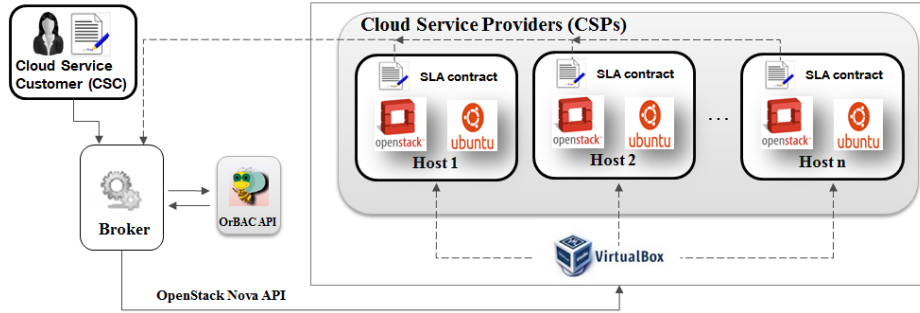 Cloud Service
Customer (CSC)
Cloud Service Providers (CSPs)
SLA contract
openstack
ubuntu
Host 1
SLA contract
openstack
ubuntu
Host 2
...
SLA contract
openstack
ubuntu
Host n
Broker
OrBAC API
VirtualBox
OpenStack Nova API